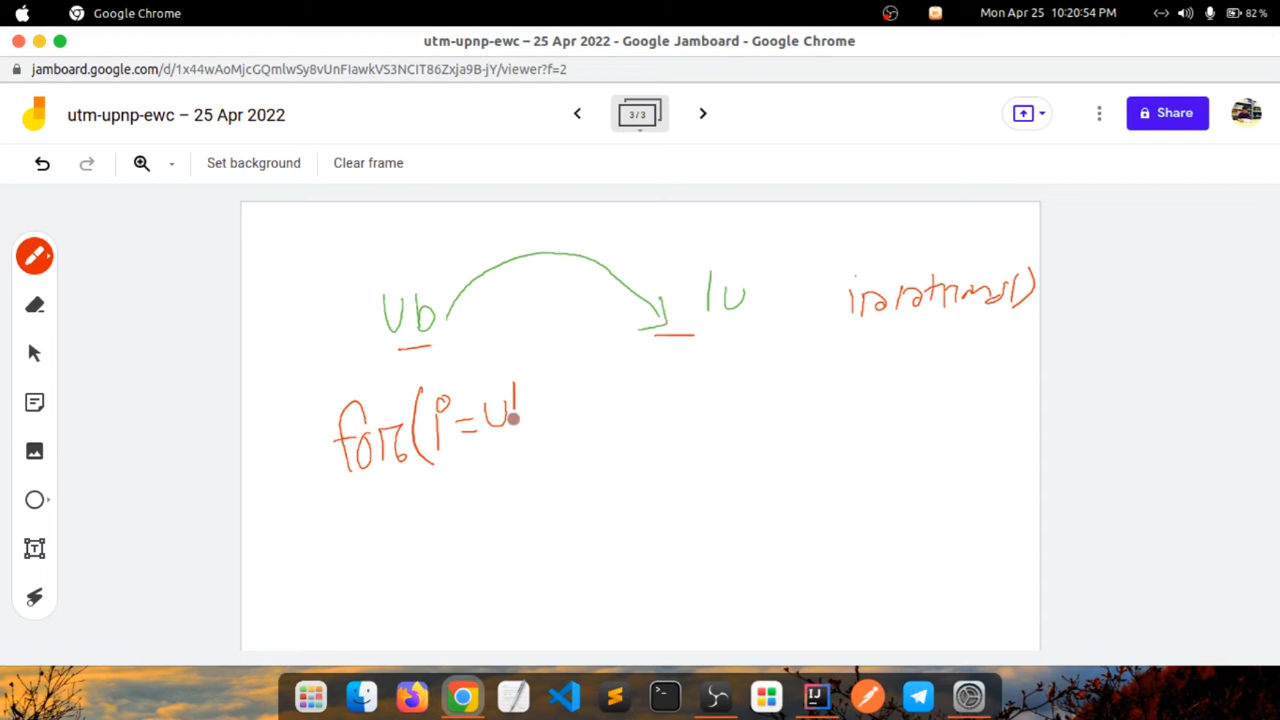 Google Chrome
Mon Apr 25 10:20:54 PM
82 %
utm-upnp-ewc – 25 Apr 2022 - Google Jamboard - Google Chrome
jamboard.google.com/d/1x44wAoMjcGQmlwSy8vUnFIawkVS3NCIT86Zxja9B-jY/viewer?f=2
utm-upnp-ewc – 25 Apr 2022
3 / 3
Share
Set background
Clear frame
Ub
for(i=u